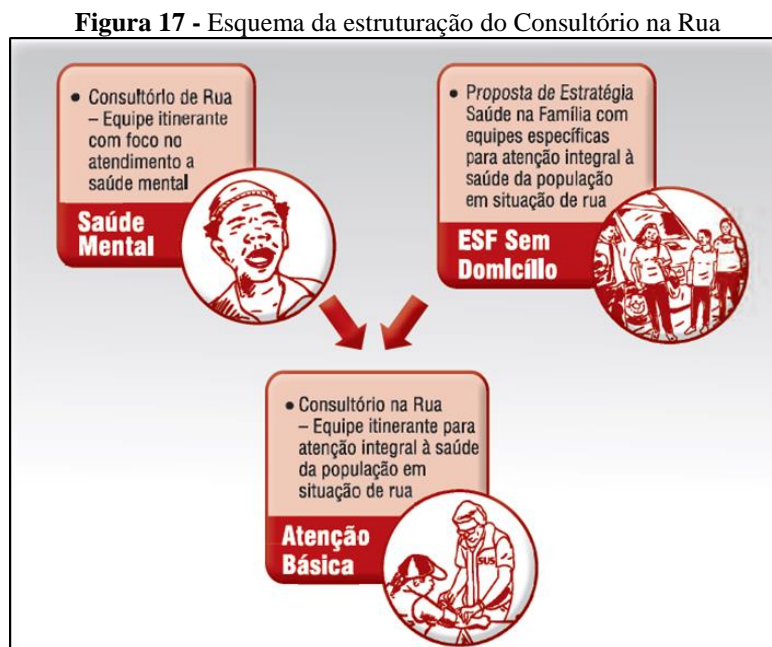 Figura 17 - Esquema da estruturação do Consultório na Rua
• Consultório de Rua
– Equipe itinerante
com foco no
atendimento a
saúde mental
Saúde
Mental
• Proposta de Estratégia
Saúde na Família com
equipes específicas
para atenção integral à
saúde da população
em situação de rua
ESF Sem
Domicílio
• Consultório na Rua
– Equipe itinerante para
atenção integral à saúde
da população em
situação de rua
Atenção
Básica
SUS